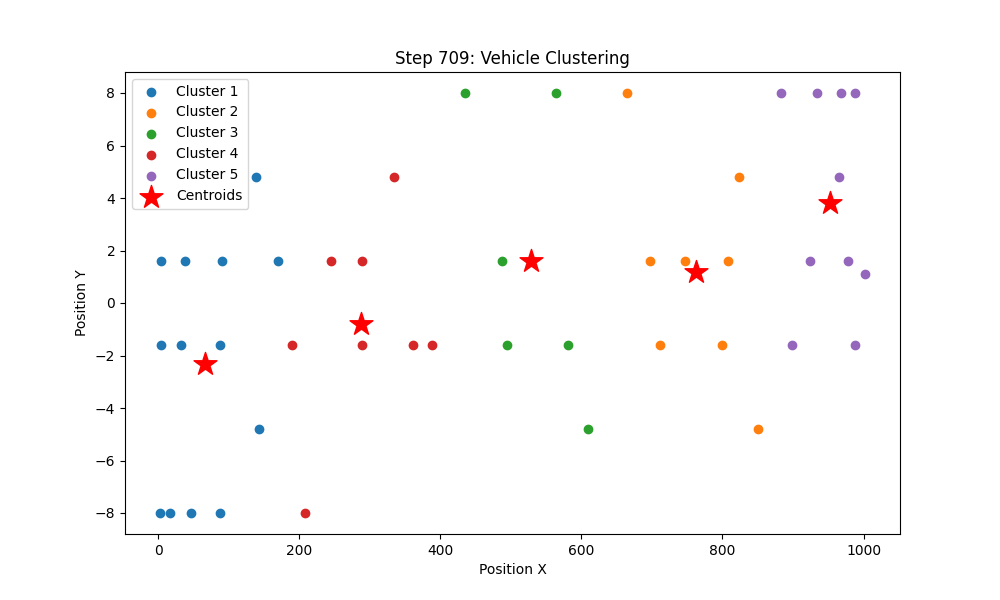 Step 709: Vehicle Clustering
Cluster 1
Cluster 2
Cluster 3
Cluster 4
Cluster 5
Centroids
8
6
4
2
0
−2
−4
−6
−8
Position Y
0 200 400 600 800 1000
Position X